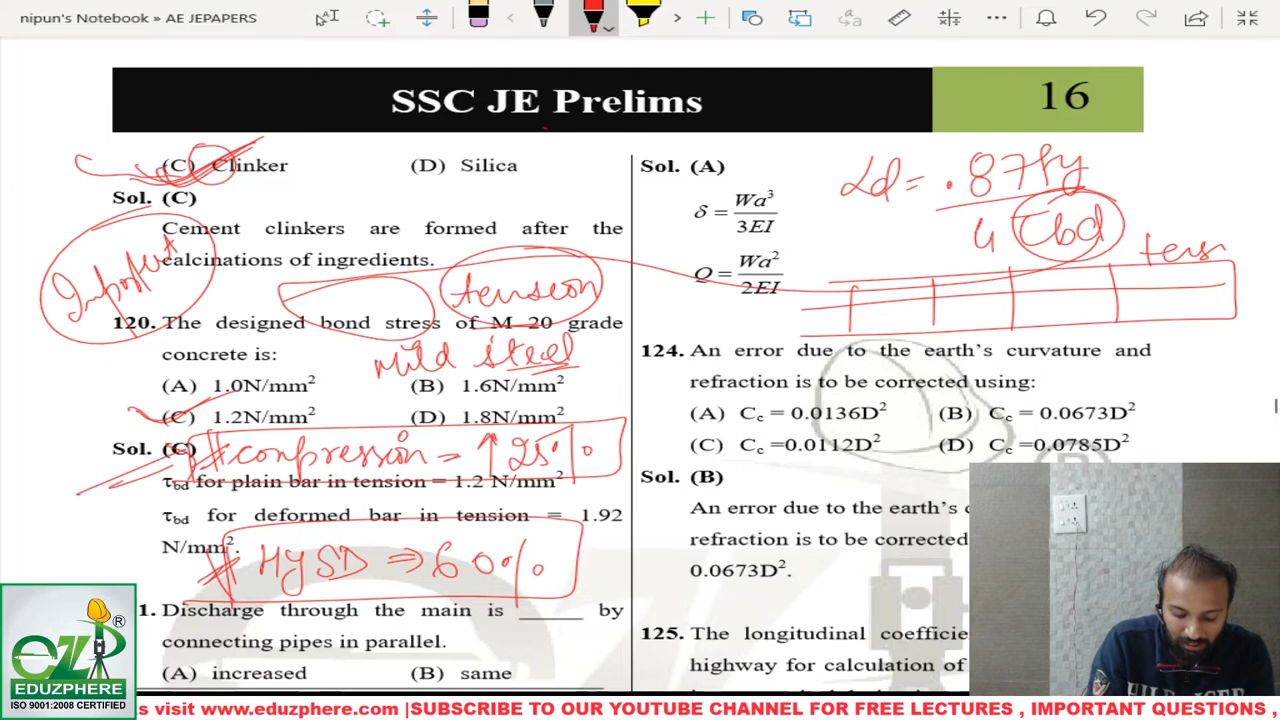 nipun's Notebook » AE JEPAPERS
SSC JE Prelims
16
(C) Clinker (D) Silica
Sol. (C)
Cement clinkers are formed after the
calcinations of ingredients.
Important
tension
120. The designed bond stress of M 20 grade
concrete is:
mild steel
(A) 1.0N/mm² (B) 1.6N/mm²
(C) 1.2N/mm² (D) 1.8N/mm²
Sol. (C)
# compression = ↑ 25%
τbd for plain bar in tension = 1.2 N/mm²
τbd for deformed bar in tension = 1.92
N/mm².
# HYSD ⇒ 60%
1. Discharge through the main is _____ by
connecting pipes in parallel.
(A) increased (B) same
Sol. (A)
δ = Wa³/3EI
Q = Wa²/2EI
Ld = .87fy
4 τbd
tens
124. An error due to the earth's curvature and
refraction is to be corrected using:
(A) Cc = 0.0136D² (B) Cc = 0.0673D²
(C) Cc =0.0112D² (D) Cc =0.0785D²
Sol. (B)
An error due to the earth's c
refraction is to be corrected
0.0673D².
125. The longitudinal coefficie
highway for calculation of
EZP
®
EDUZPHERE
ISO 9001:2008 CERTIFIED
s visit www.eduzphere.com |SUBSCRIBE TO OUR YOUTUBE CHANNEL FOR FREE LECTURES , IMPORTANT QUESTIONS ,